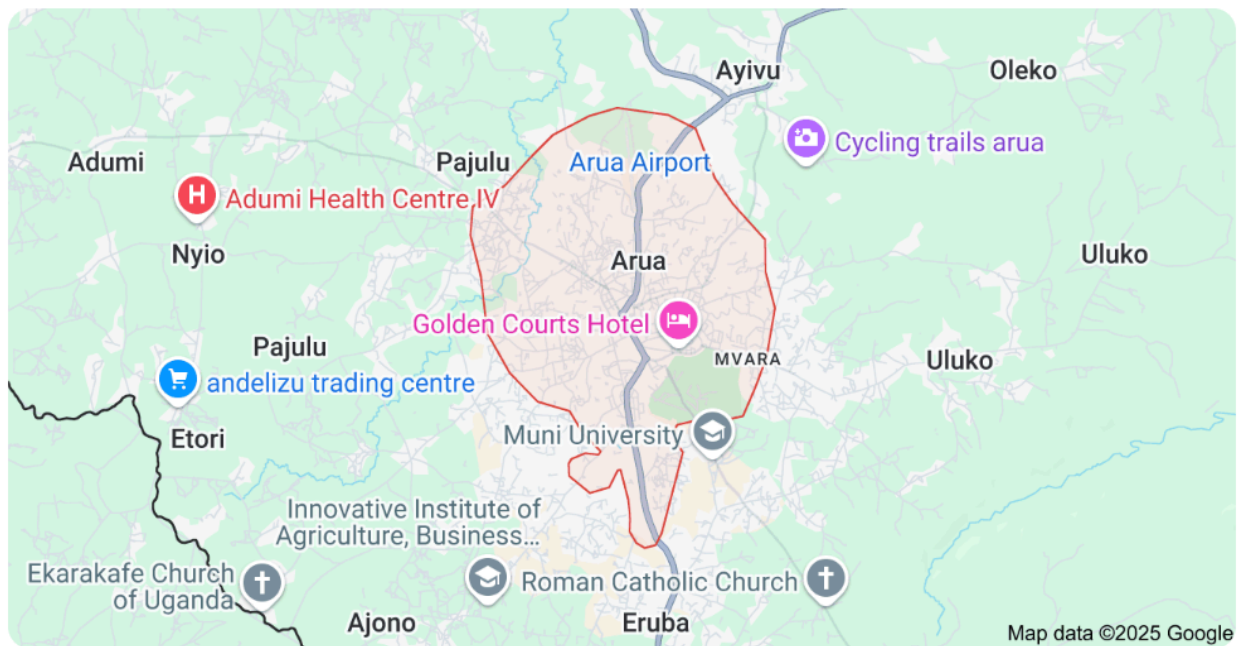 Ayivu
Oleko
Cycling trails arua
Adumi
Pajulu
Arua Airport
Adumi Health Centre IV
Nyio
Arua
Uluko
Golden Courts Hotel
MVARA
Pajulu
Uluko
andelizu trading centre
Etori
Muni University
Innovative Institute of
Agriculture, Business...
Ekarakafe Church
of Uganda
Roman Catholic Church
Ajono
Eruba
Map data ©2025 Google